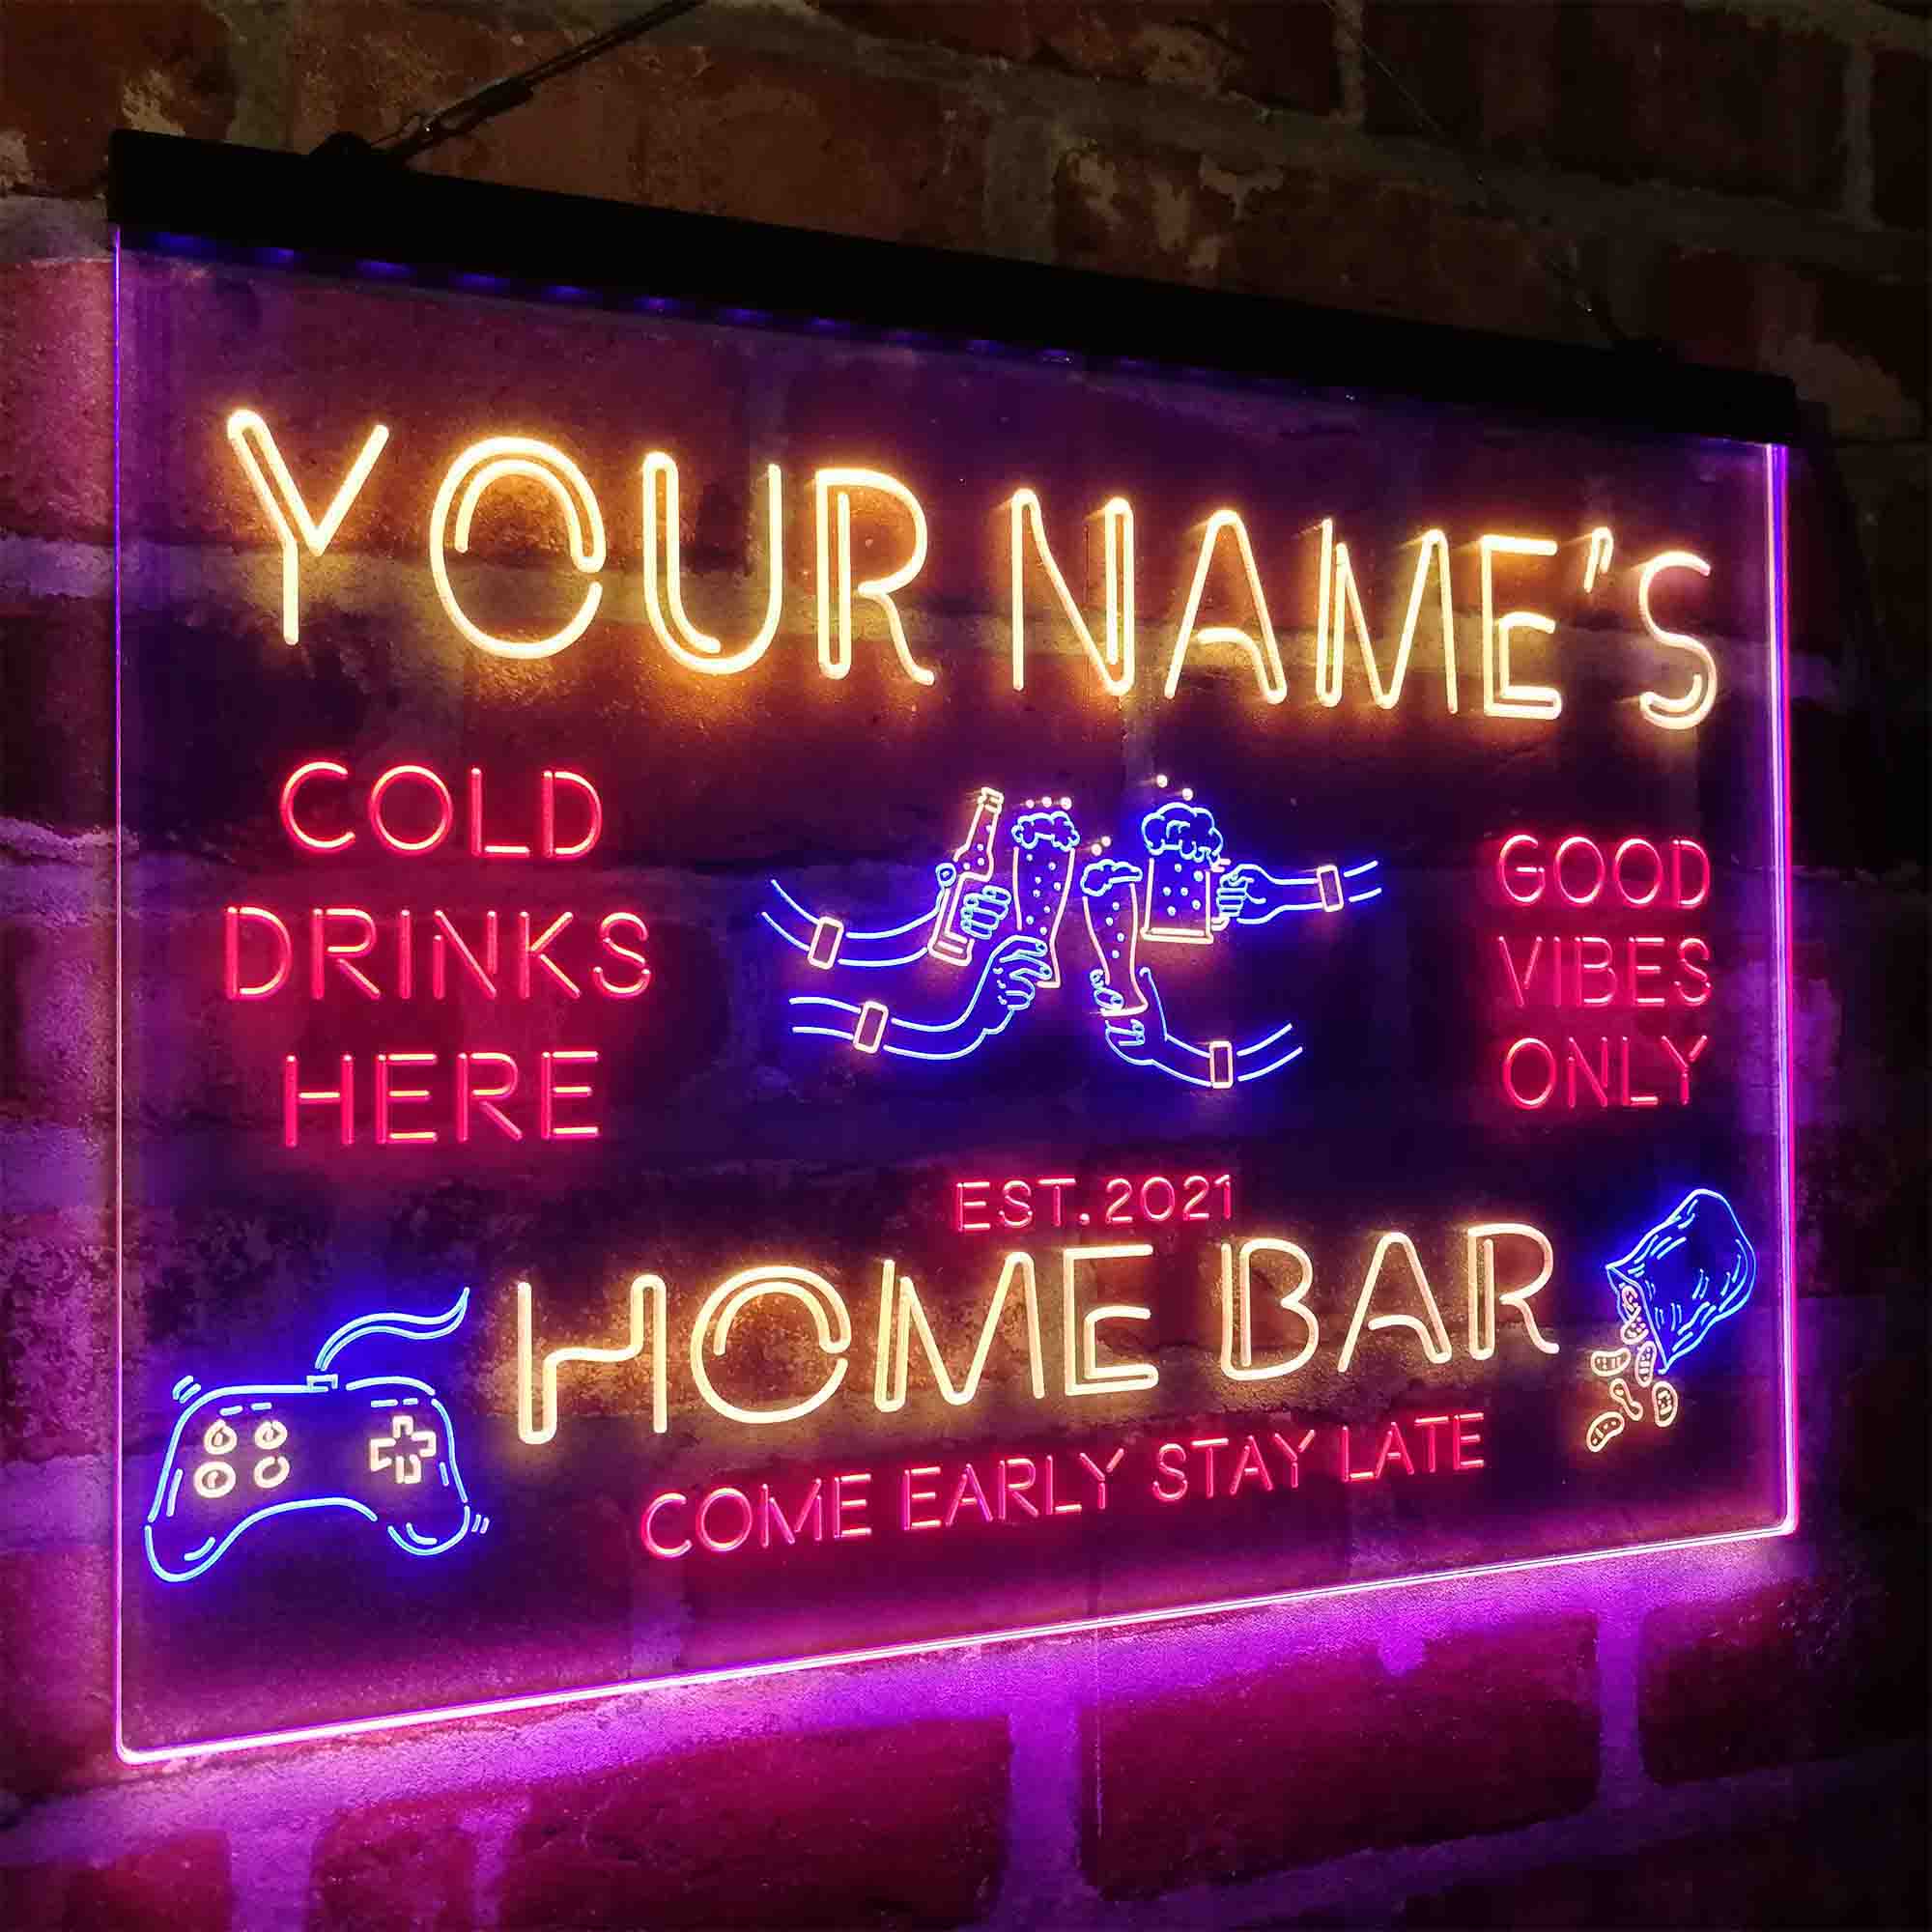 YOUR NAME'S
COLD
DRINKS
HERE
GOOD
VIBES
ONLY
EST.2021
HOME BAR
COME EARLY STAY LATE